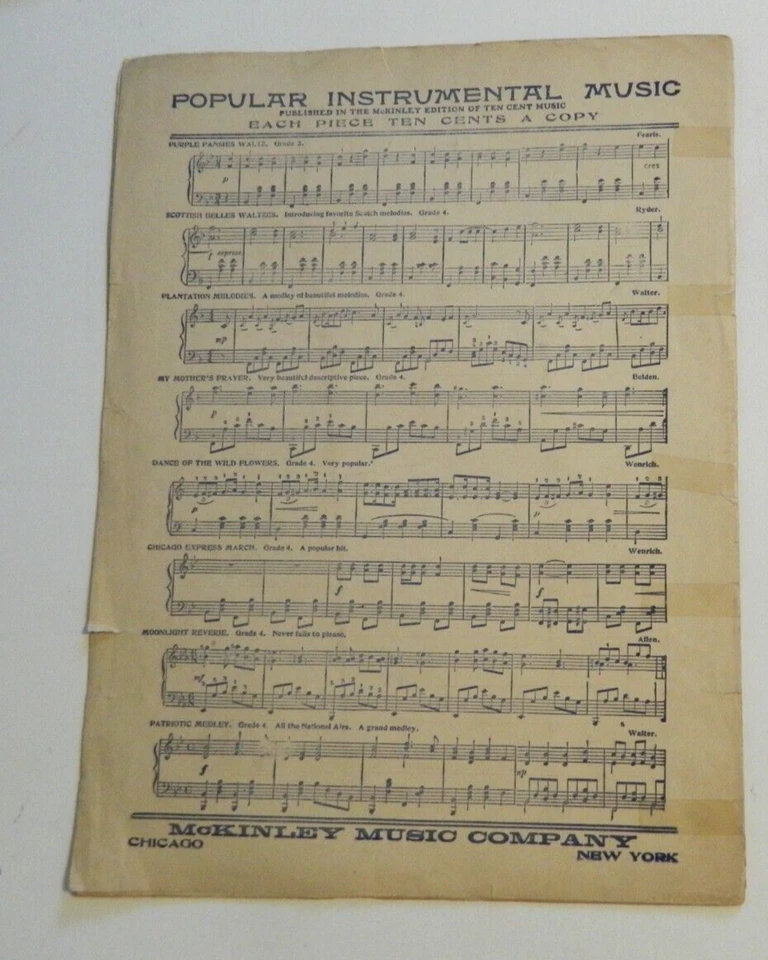 POPULAR INSTRUMENTAL MUSIC
PUBLISHED IN THE McKINLEY EDITION OF TEN CENT MUSIC
EACH PIECE TEN CENTS A COPY
PURPLE PANSIES WALTZ. Grade 3. Fearis.
p cres
SCOTTISH BELLES WALTZES. Introducing favorite Scotch melodies. Grade 4. Ryder.
f
PLANTATION MELODIES. A medley of beautiful melodies. Grade 4. Walter.
mp
MY MOTHER'S PRAYER. Very beautiful descriptive piece. Grade 4. Belden.
p
DANCE OF THE WILD FLOWERS. Grade 4. Very popular. Wenrich.
p p
CHICAGO EXPRESS MARCH. Grade 4. A popular hit. Wenrich.
f f
MOONLIGHT REVERIE. Grade 4. Never fails to please. Allen.
mf
PATRIOTIC MEDLEY. Grade 4. All the National Airs. A grand medley. Walter.
f mp
McKINLEY MUSIC COMPANY
CHICAGO NEW YORK